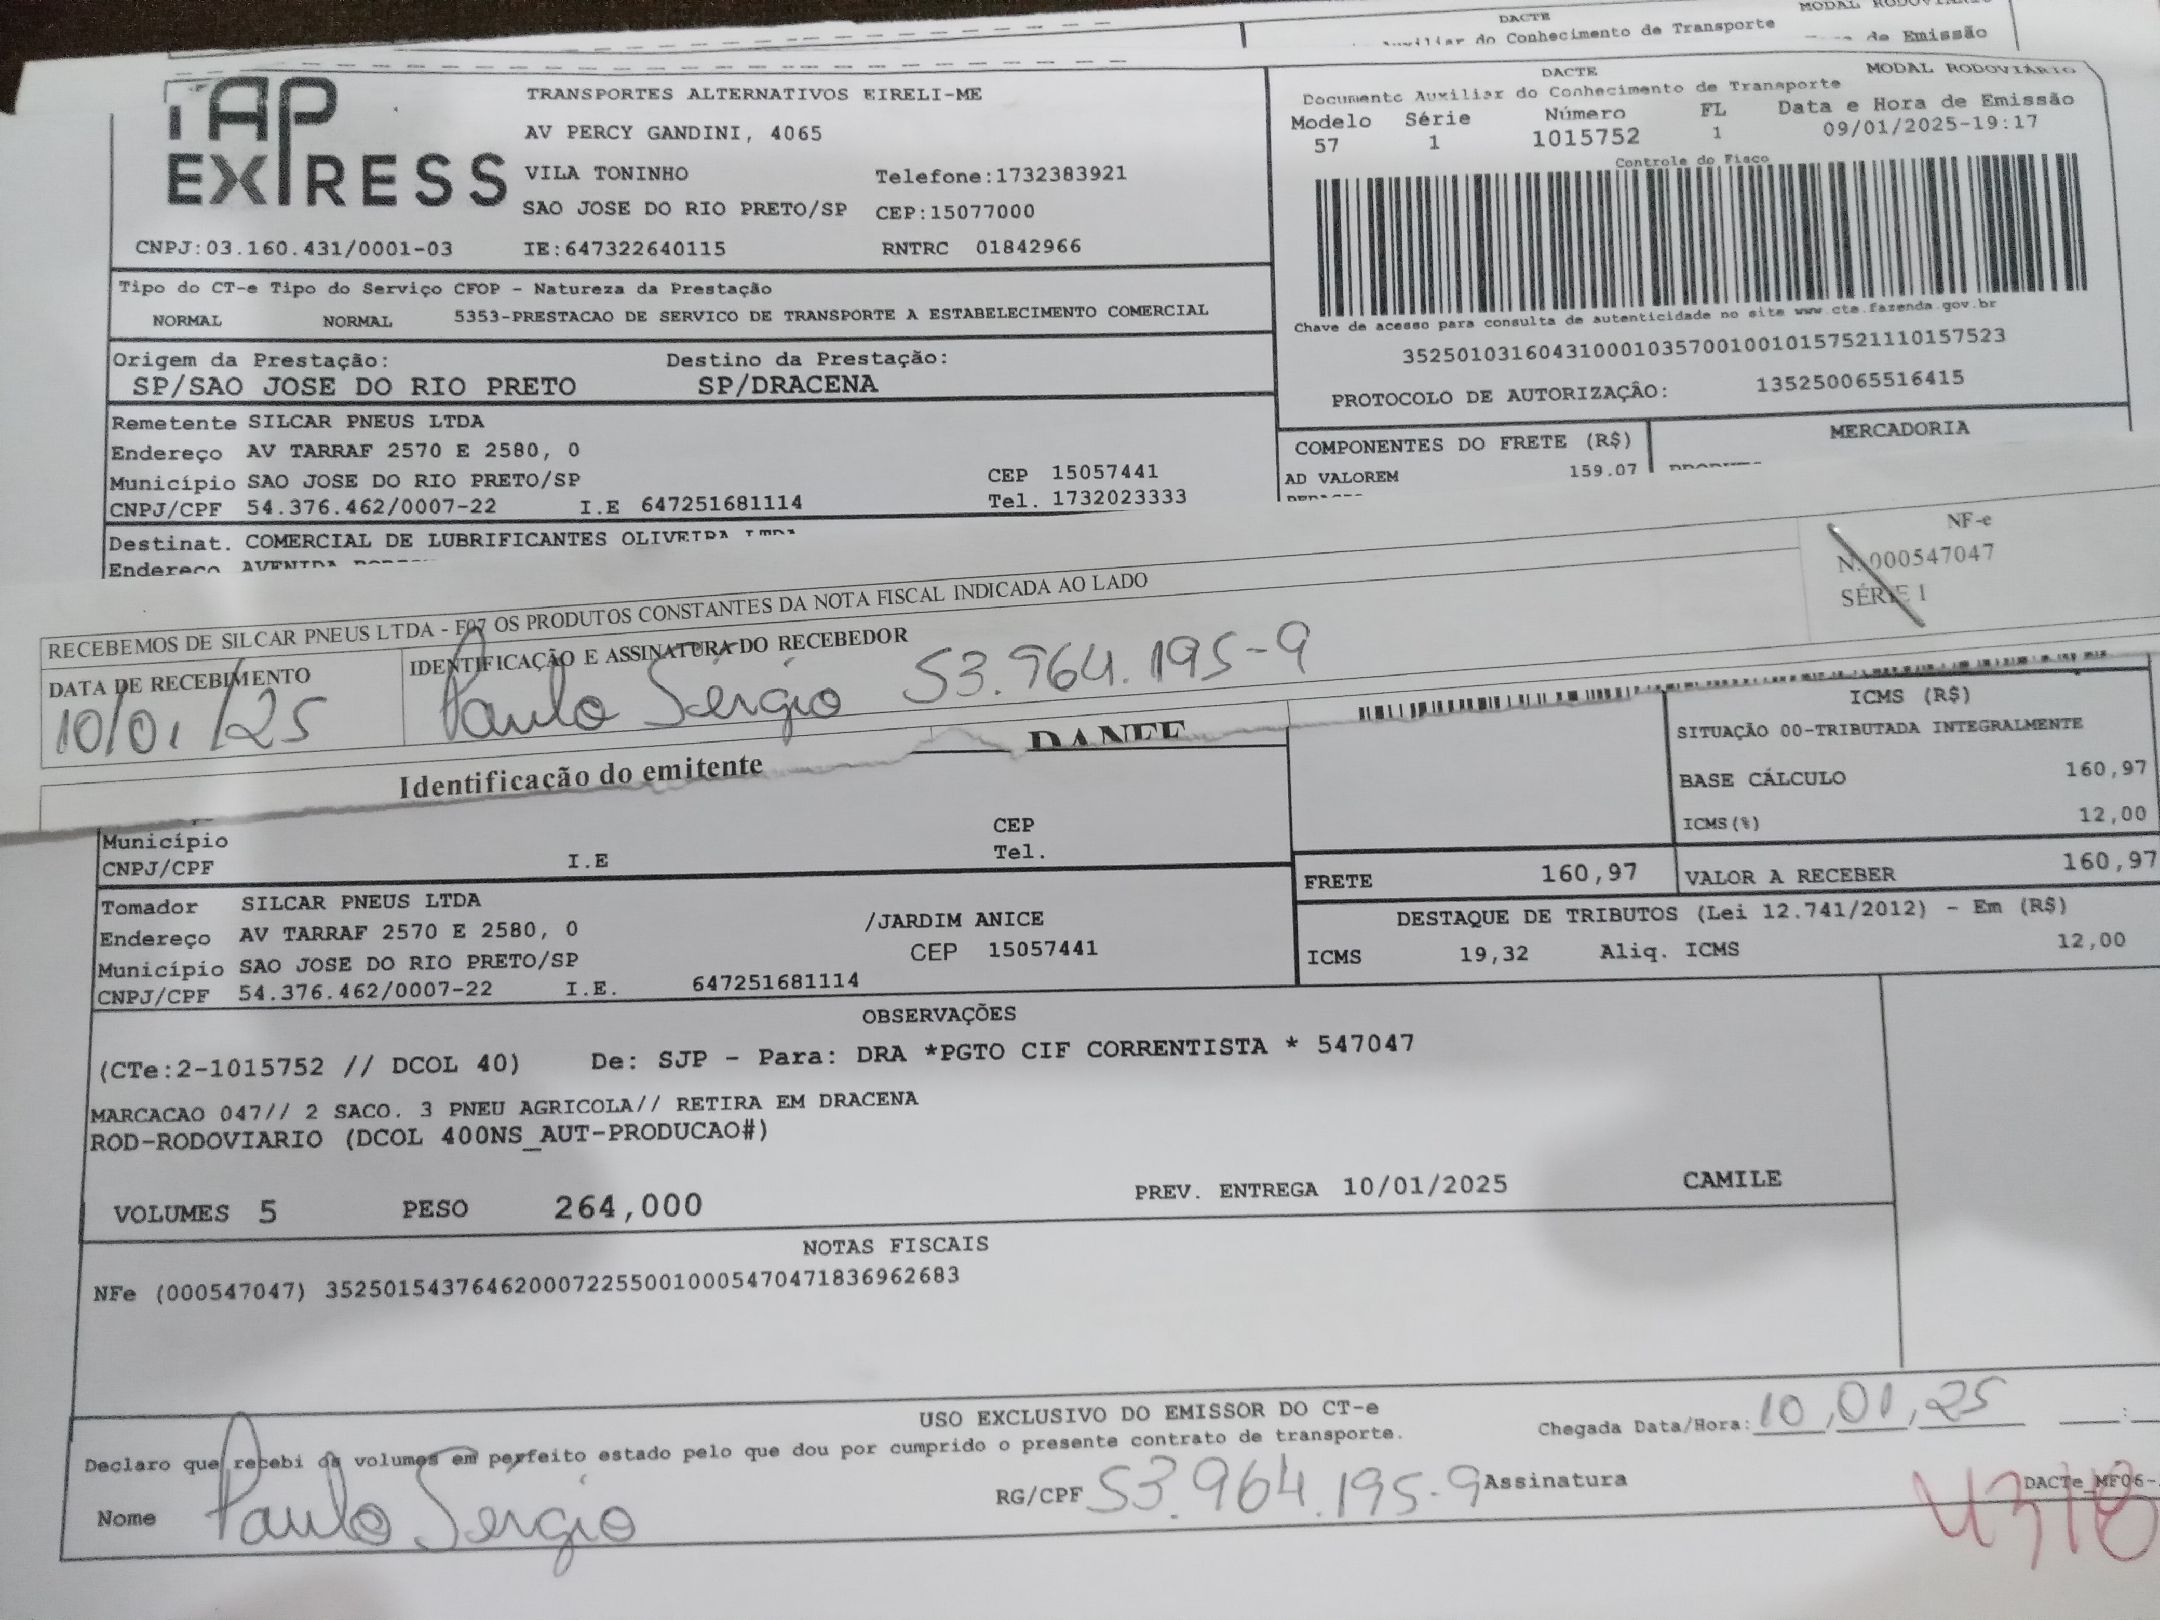 DACTE
do Conhecimento de Transporte
de Emissão
TAP EXPRESS
TRANSPORTES ALTERNATIVOS EIRELI-ME
AV PERCY GANDINI, 4065
VILA TONINHO Telefone:1732383921
SAO JOSE DO RIO PRETO/SP CEP:15077000
CNPJ:03.160.431/0001-03 IE:647322640115 RNTRC 01842966
DACTE MODAL RODOVIÁRIO
Documento Auxiliar do Conhecimento de Transporte
Modelo Série Número FL Data e Hora de Emissão
57 1 1015752 1 09/01/2025-19:17
Controle do Fisco
Chave de acesso para consulta de autenticidade no site www.cte.fazenda.gov.br
35250103160431000103570010010157521110157523
PROTOCOLO DE AUTORIZAÇÃO: 135250065516415
Tipo do CT-e Tipo do Serviço CFOP - Natureza da Prestação
NORMAL NORMAL 5353-PRESTACAO DE SERVICO DE TRANSPORTE A ESTABELECIMENTO COMERCIAL
Origem da Prestação: Destino da Prestação:
SP/SAO JOSE DO RIO PRETO SP/DRACENA
Remetente SILCAR PNEUS LTDA
Endereço AV TARRAF 2570 E 2580, 0
Município SAO JOSE DO RIO PRETO/SP CEP 15057441
CNPJ/CPF 54.376.462/0007-22 I.E 647251681114 Tel. 1732023333
COMPONENTES DO FRETE (R$) MERCADORIA
AD VALOREM 159.07
Destinat. COMERCIAL DE LUBRIFICANTES OLIVEIRA LTDA
Endereço AVENIDA
RECEBEMOS DE SILCAR PNEUS LTDA - F07 OS PRODUTOS CONSTANTES DA NOTA FISCAL INDICADA AO LADO
NF-e
N. 000547047
SÉRIE 1
DATA DE RECEBIMENTO IDENTIFICAÇÃO E ASSINATURA DO RECEBEDOR
10/01/25 Paulo Sérgio 53.964.195-9
DANFE
Identificação do emitente
ICMS (R$)
SITUAÇÃO 00-TRIBUTADA INTEGRALMENTE
BASE CÁLCULO 160,97
ICMS(%) 12,00
Município CEP
CNPJ/CPF I.E Tel.
FRETE 160,97 VALOR A RECEBER 160,97
Tomador SILCAR PNEUS LTDA
Endereço AV TARRAF 2570 E 2580, 0 /JARDIM ANICE
Município SAO JOSE DO RIO PRETO/SP CEP 15057441
CNPJ/CPF 54.376.462/0007-22 I.E. 647251681114
DESTAQUE DE TRIBUTOS (Lei 12.741/2012) - Em (R$)
ICMS 19,32 Aliq. ICMS 12,00
OBSERVAÇÕES
(CTe:2-1015752 // DCOL 40) De: SJP - Para: DRA *PGTO CIF CORRENTISTA * 547047
MARCACAO 047// 2 SACO. 3 PNEU AGRICOLA// RETIRA EM DRACENA
ROD-RODOVIARIO (DCOL 400NS_AUT-PRODUCAO#)
VOLUMES 5 PESO 264,000 PREV. ENTREGA 10/01/2025 CAMILE
NOTAS FISCAIS
NFe (000547047) 35250154376462000722550010005470471836962683
USO EXCLUSIVO DO EMISSOR DO CT-e
Chegada Data/Hora: 10,01,25 :
Declaro que recebi os volumes em perfeito estado pelo que dou por cumprido o presente contrato de transporte.
Nome Paulo Sérgio RG/CPF 53.964.195-9 Assinatura
DACTe_MF06-